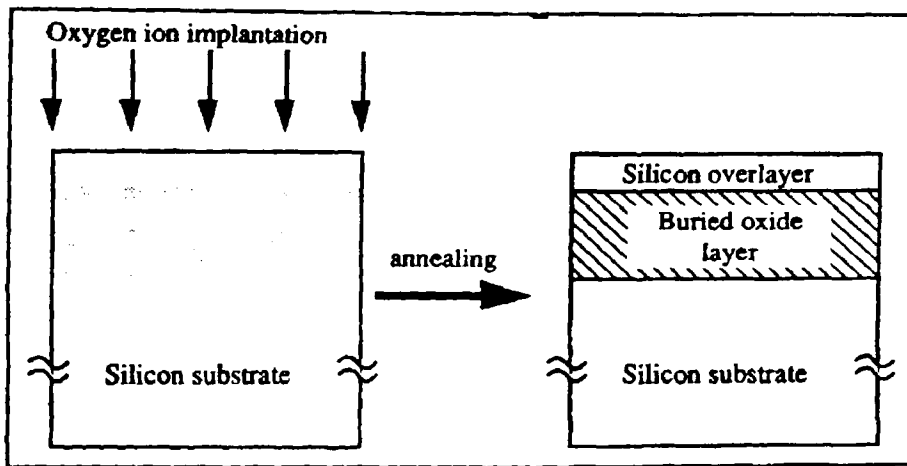 Oxygen ion implantation
Silicon overlayer
Buried oxide
layer
annealing
Silicon substrate
Silicon substrate